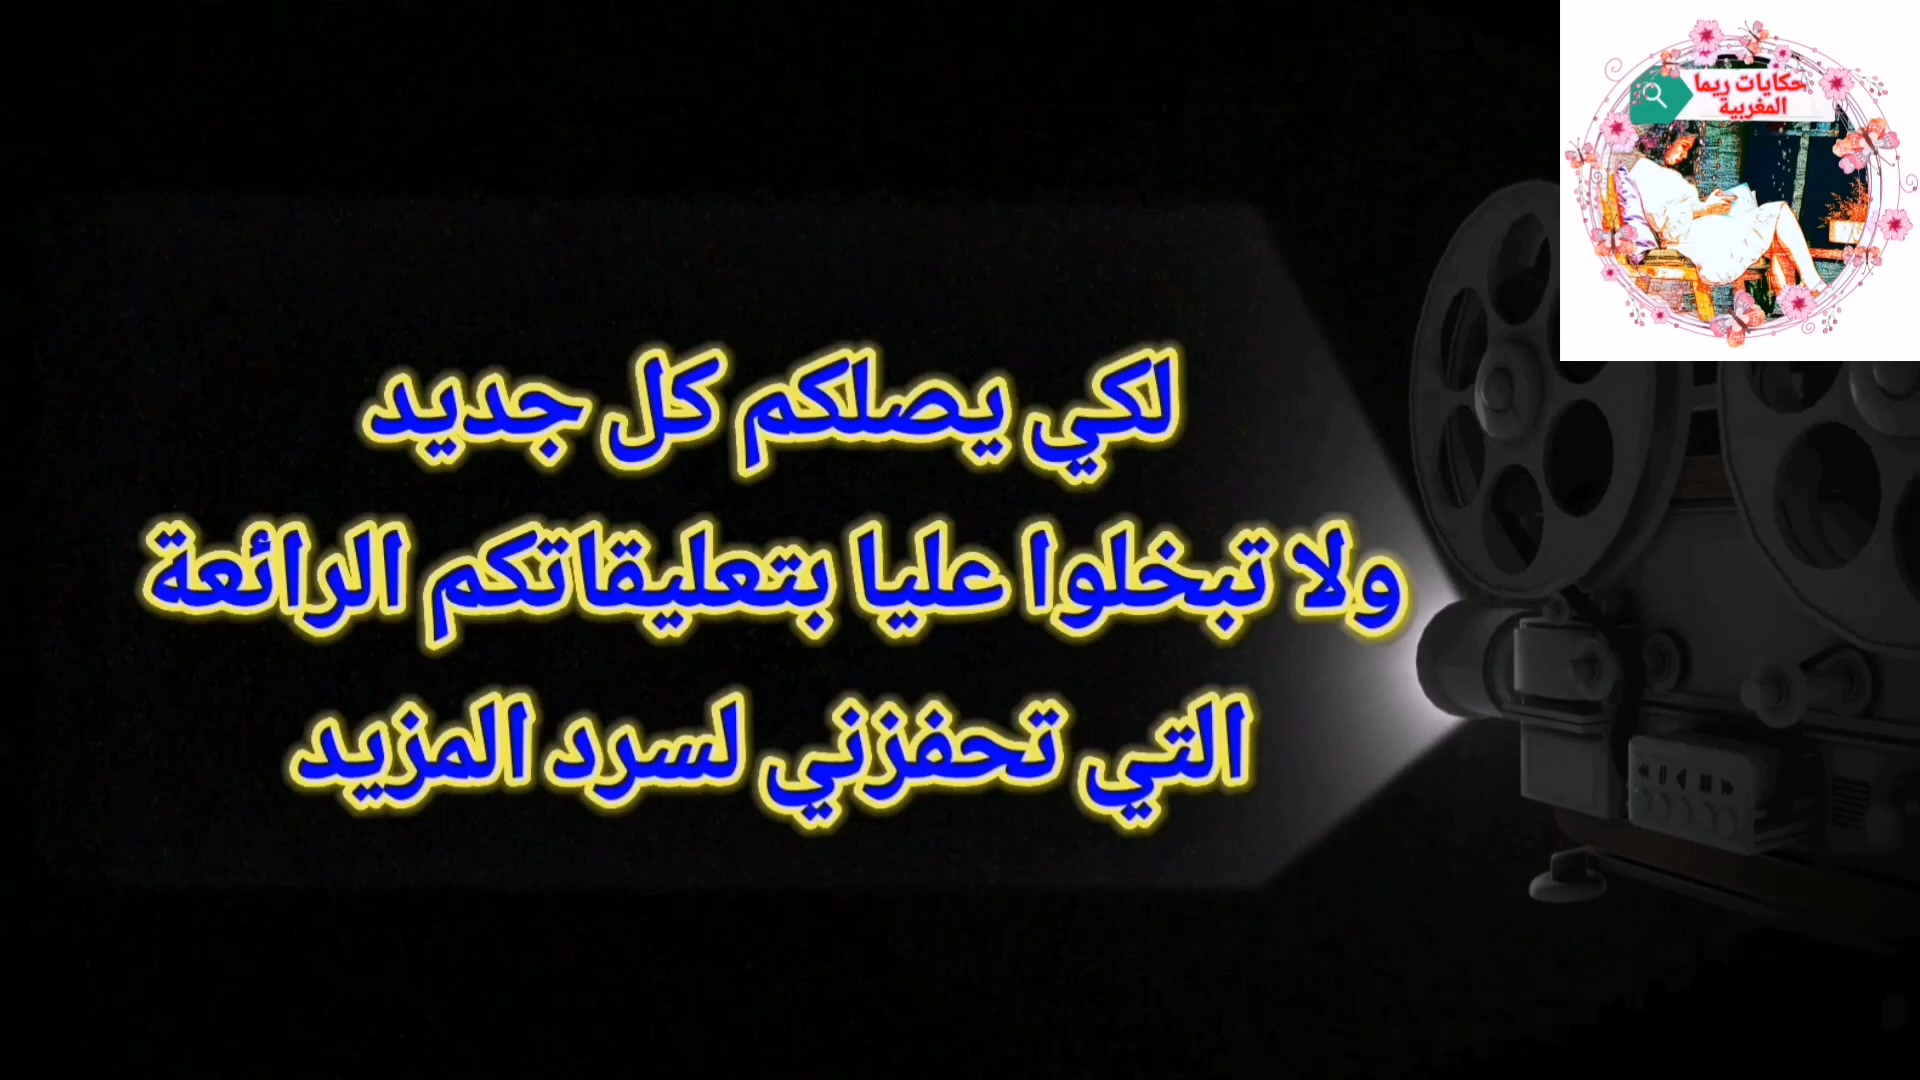 حكايات ريما
المغربية
لكي يصلكم كل جديد
ولا تبخلوا عليا بتعليقاتكم الرائعة
التي تحفزني لسرد المزيد